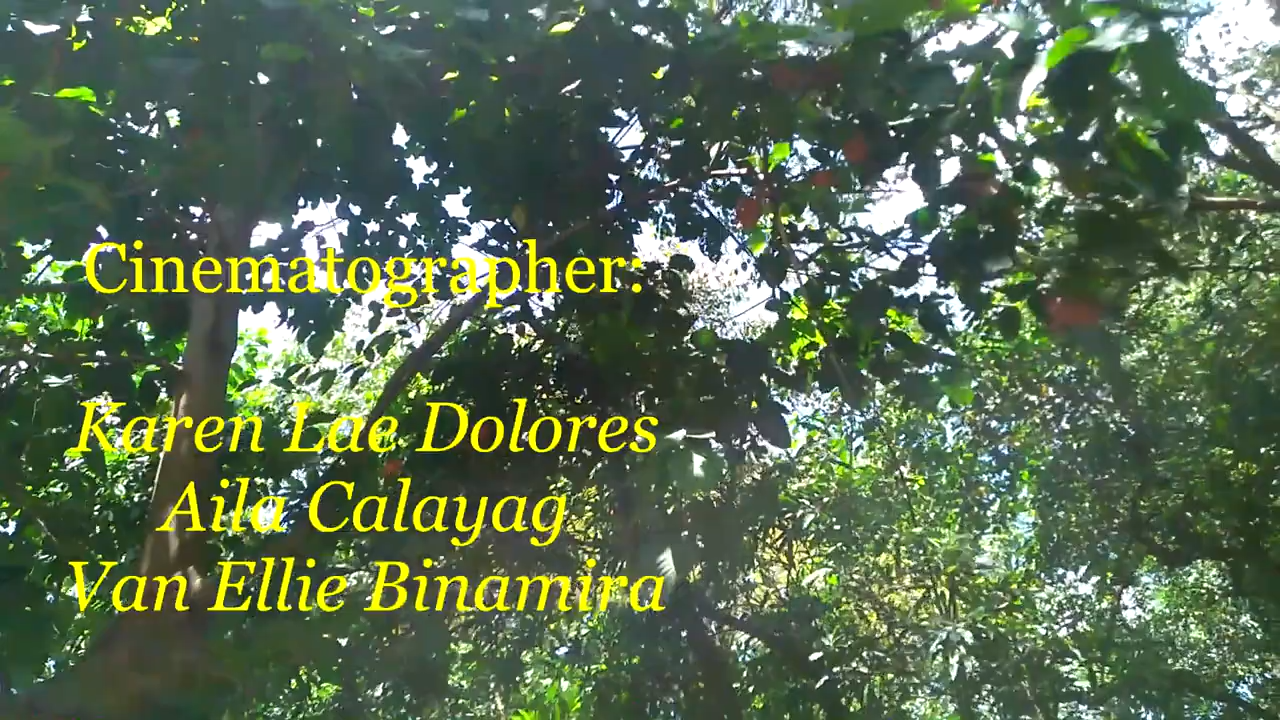 Cinematographer:
Karen Lae Dolores
Aila Calayag
Van Ellie Binamira